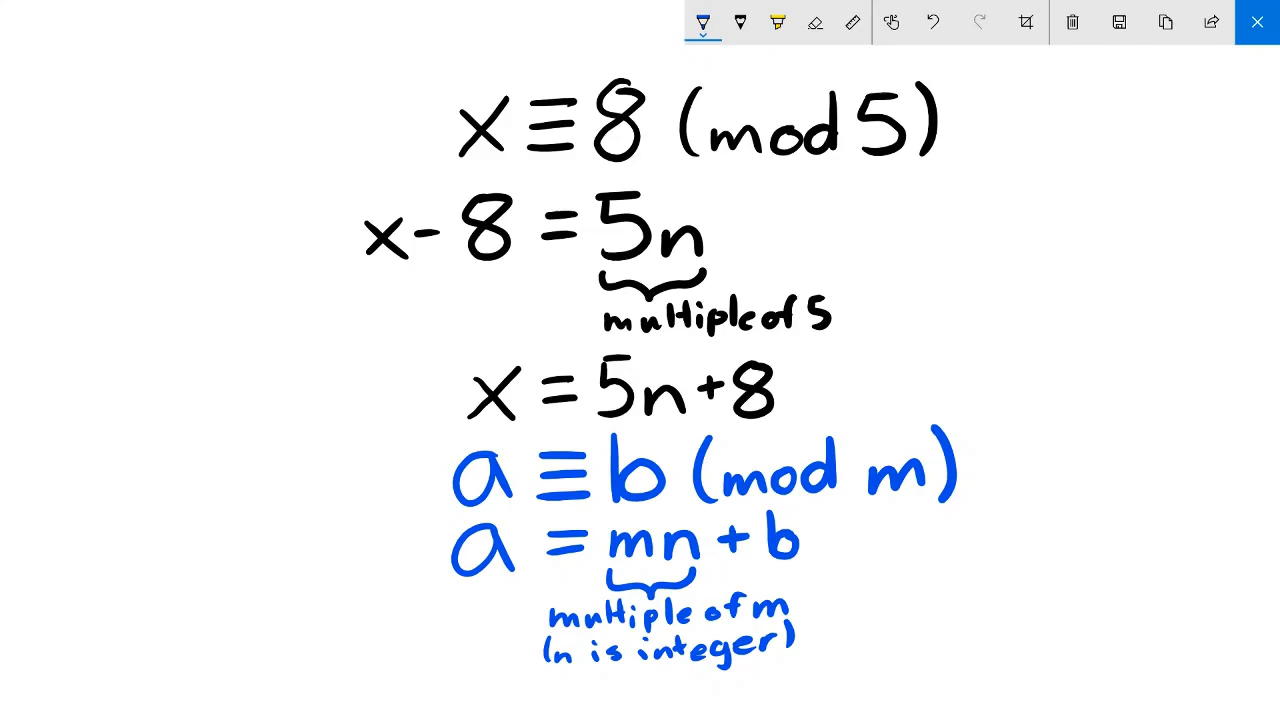 x ≡ 8 (mod 5)
x - 8 = 5n
multiple of 5
x = 5n + 8
a ≡ b (mod m)
a = mn + b
multiple of m
(n is integer)